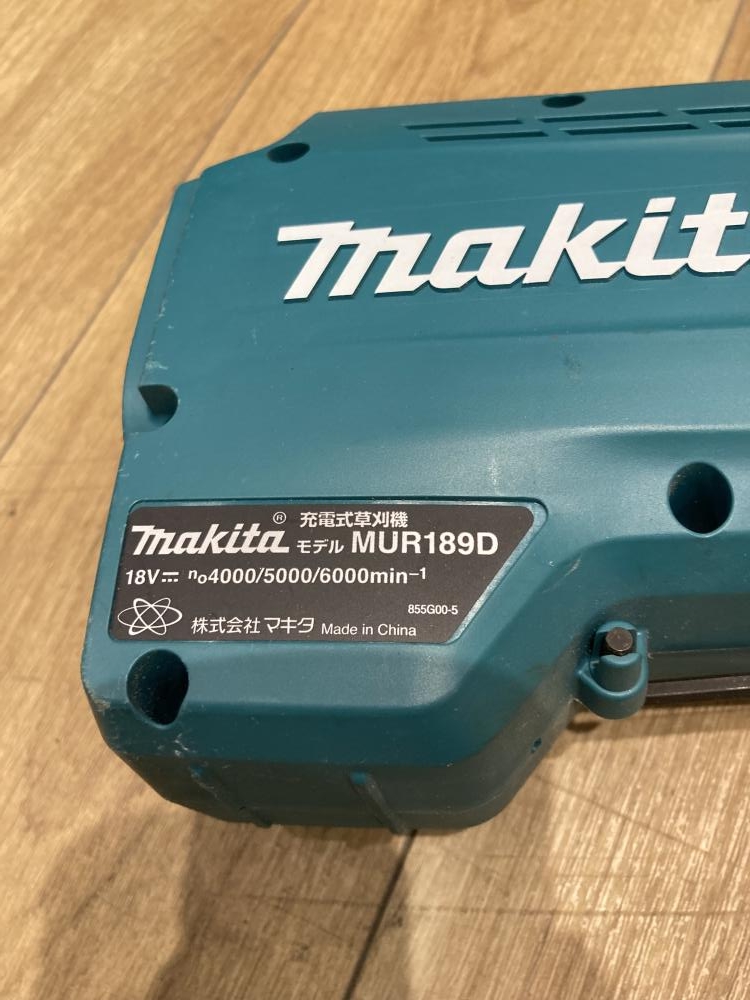 makit
makita® 充電式草刈機
モデル MUR189D
18V⎓ n₀4000/5000/6000min⁻¹
855G00-5
株式会社マキタ Made in China